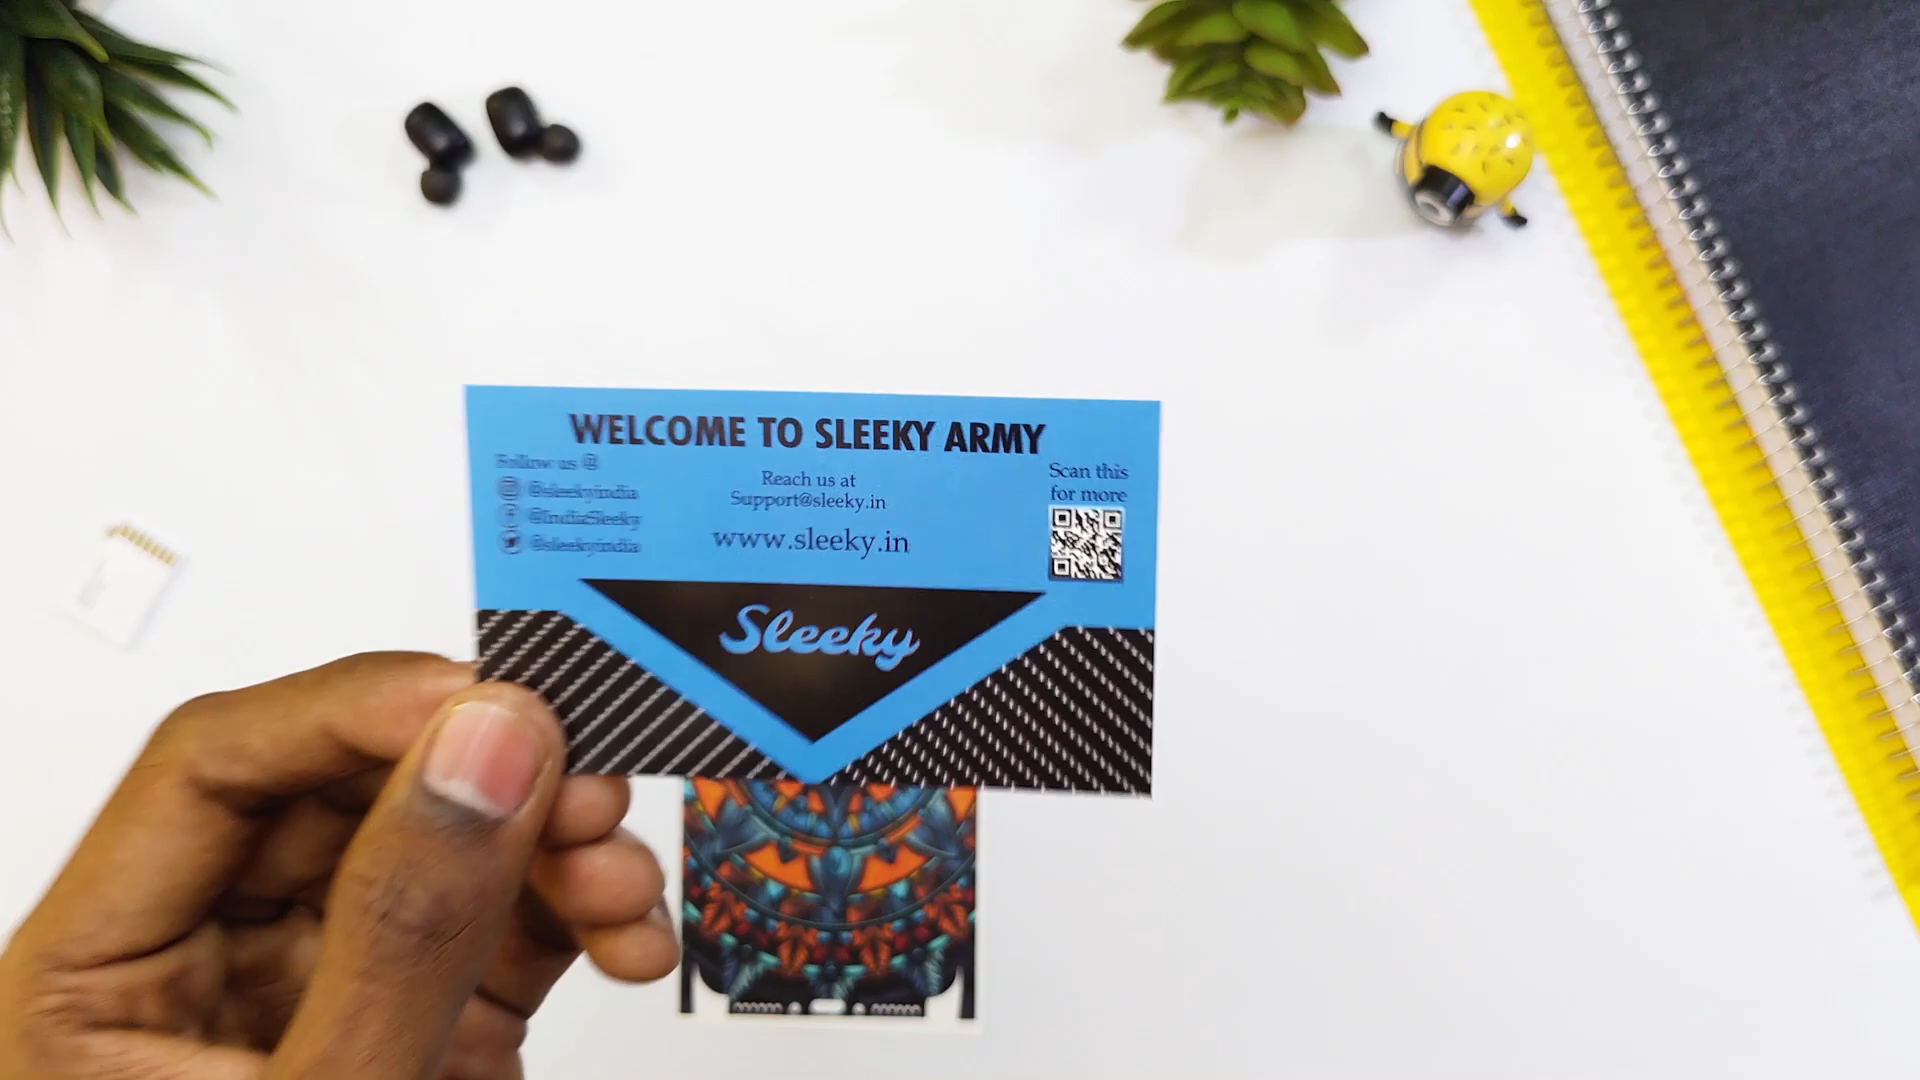 WELCOME TO SLEEKY ARMY
Follow us @
@sleekyindia
@IndiaSleeky
@sleekyindia
Reach us at
Support@sleeky.in
www.sleeky.in
Scan this
for more
Sleeky